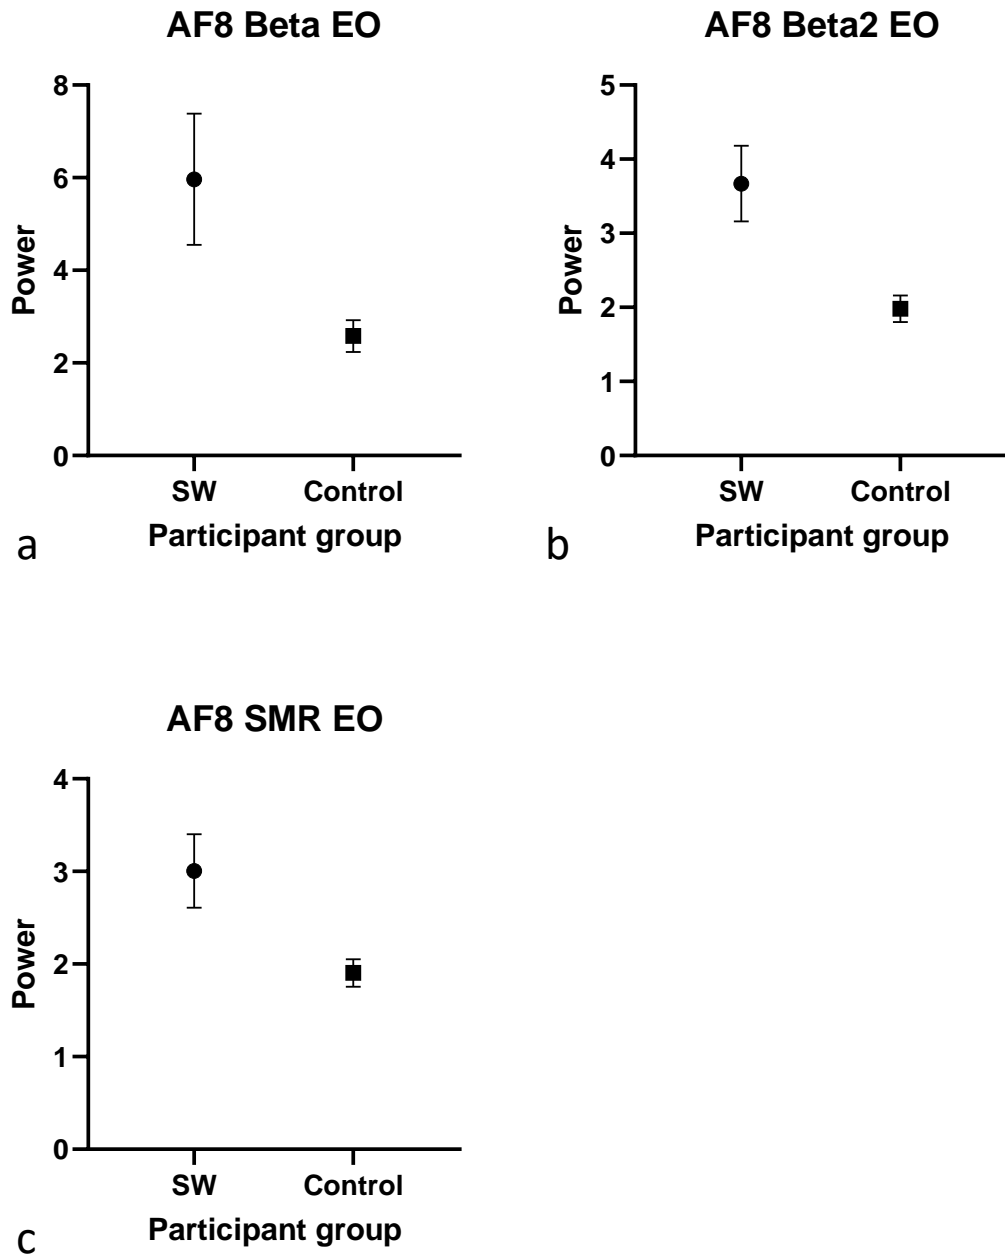 AF8 Beta EO
8
6
4
2
0
Power
SW Control
Participant group
a
AF8 Beta2 EO
5
4
3
2
1
0
Power
SW Control
Participant group
b
AF8 SMR EO
4
3
2
1
0
Power
SW Control
Participant group
c